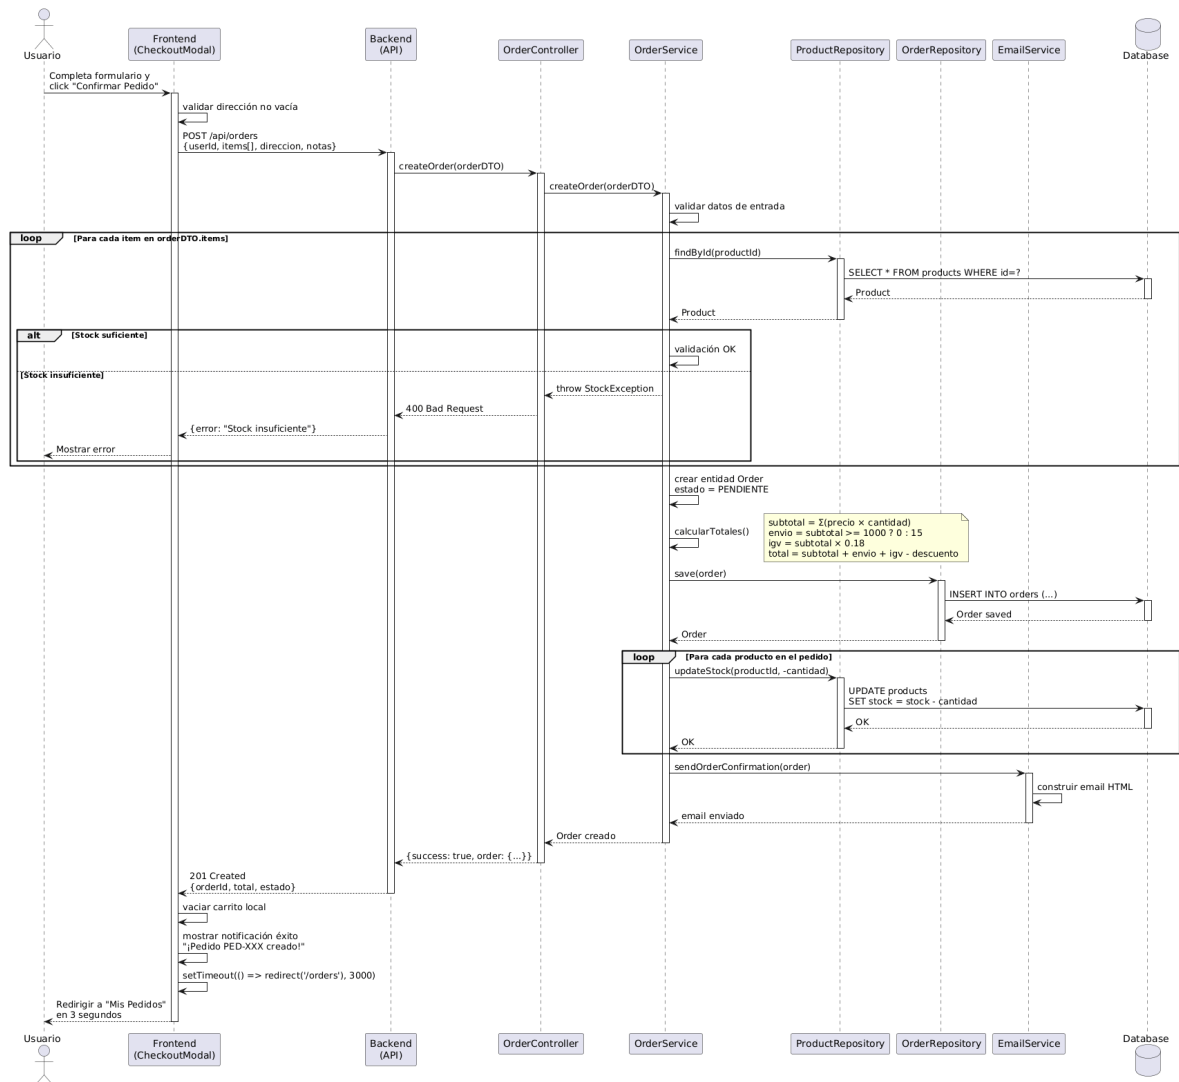 Usuario
Frontend
(CheckoutModal)
Backend
(API)
OrderController
OrderService
ProductRepository
OrderRepository
EmailService
Database
Completa formulario y
click "Confirmar Pedido"
validar dirección no vacía
POST /api/orders
{userId, items[], direccion, notas}
createOrder(orderDTO)
createOrder(orderDTO)
validar datos de entrada
loop
[Para cada item en orderDTO.items]
findById(productId)
SELECT * FROM products WHERE id=?
Product
Product
alt
[Stock suficiente]
validación OK
[Stock insuficiente]
throw StockException
400 Bad Request
{error: "Stock insuficiente"}
Mostrar error
crear entidad Order
estado = PENDIENTE
calcularTotales()
subtotal = Σ(precio × cantidad)
envio = subtotal >= 1000 ? 0 : 15
igv = subtotal × 0.18
total = subtotal + envio + igv - descuento
save(order)
INSERT INTO orders (...)
Order saved
Order
loop
[Para cada producto en el pedido]
updateStock(productId, -cantidad)
UPDATE products
SET stock = stock - cantidad
OK
OK
sendOrderConfirmation(order)
construir email HTML
email enviado
Order creado
{success: true, order: {...}}
201 Created
{orderId, total, estado}
vaciar carrito local
mostrar notificación éxito
"¡Pedido PED-XXX creado!"
setTimeout(() => redirect('/orders'), 3000)
Redirigir a "Mis Pedidos"
en 3 segundos
Usuario
Frontend
(CheckoutModal)
Backend
(API)
OrderController
OrderService
ProductRepository
OrderRepository
EmailService
Database